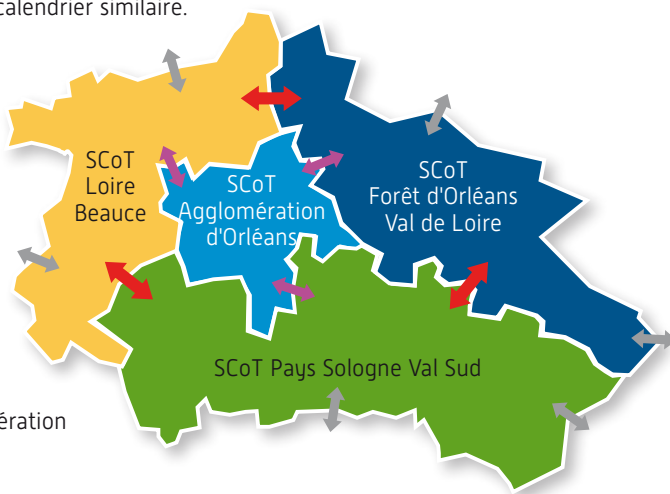 calendrier similaire.
SCoT
Loire
Beauce
SCoT
Agglomération
d'Orléans
SCoT
Forêt d'Orléans
Val de Loire
SCoT Pays Sologne Val Sud
ération